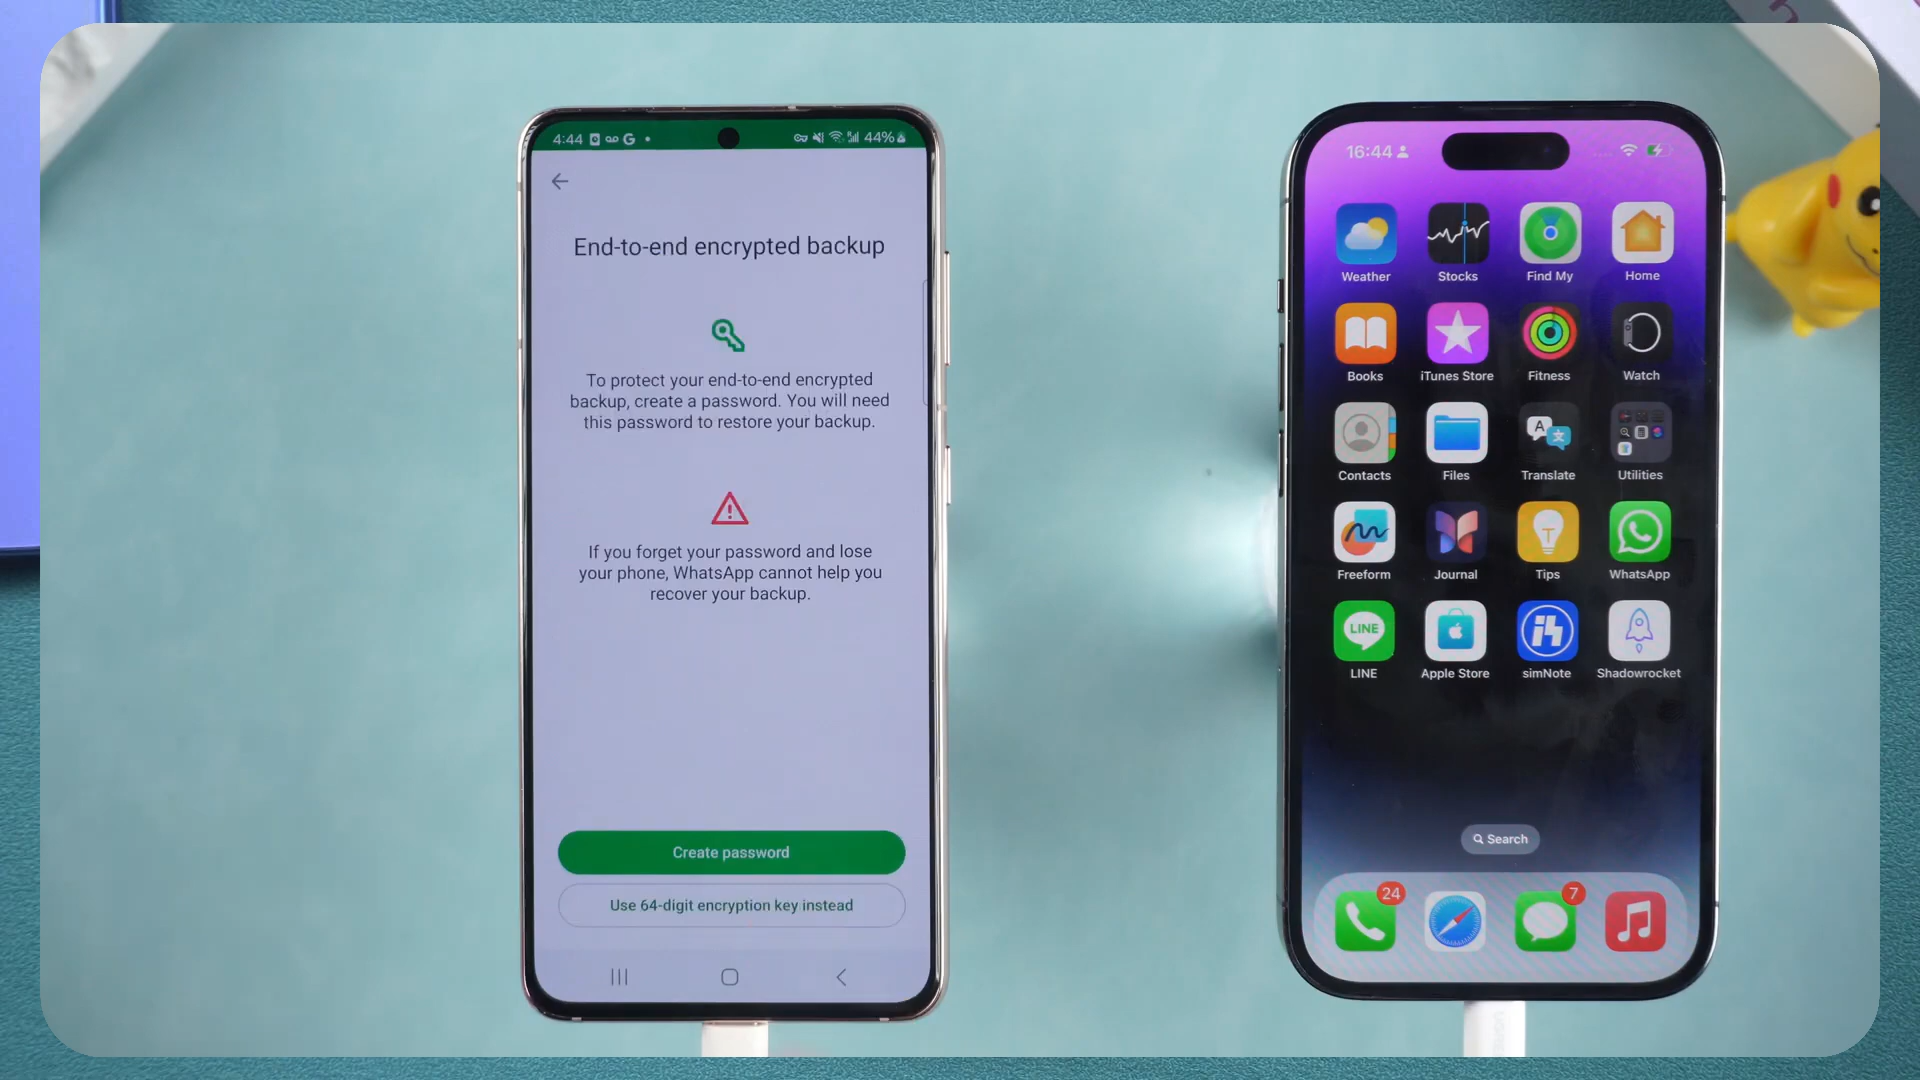 4:44
44%
End-to-end encrypted backup
To protect your end-to-end encrypted
backup, create a password. You will need
this password to restore your backup.
If you forget your password and lose
your phone, WhatsApp cannot help you
recover your backup.
Create password
Use 64-digit encryption key instead
16:44
Weather
Stocks
Find My
Home
Books
iTunes Store
Fitness
Watch
Contacts
Files
Translate
Utilities
Freeform
Journal
Tips
WhatsApp
LINE
LINE
Apple Store
simNote
Shadowrocket
Search
24
7